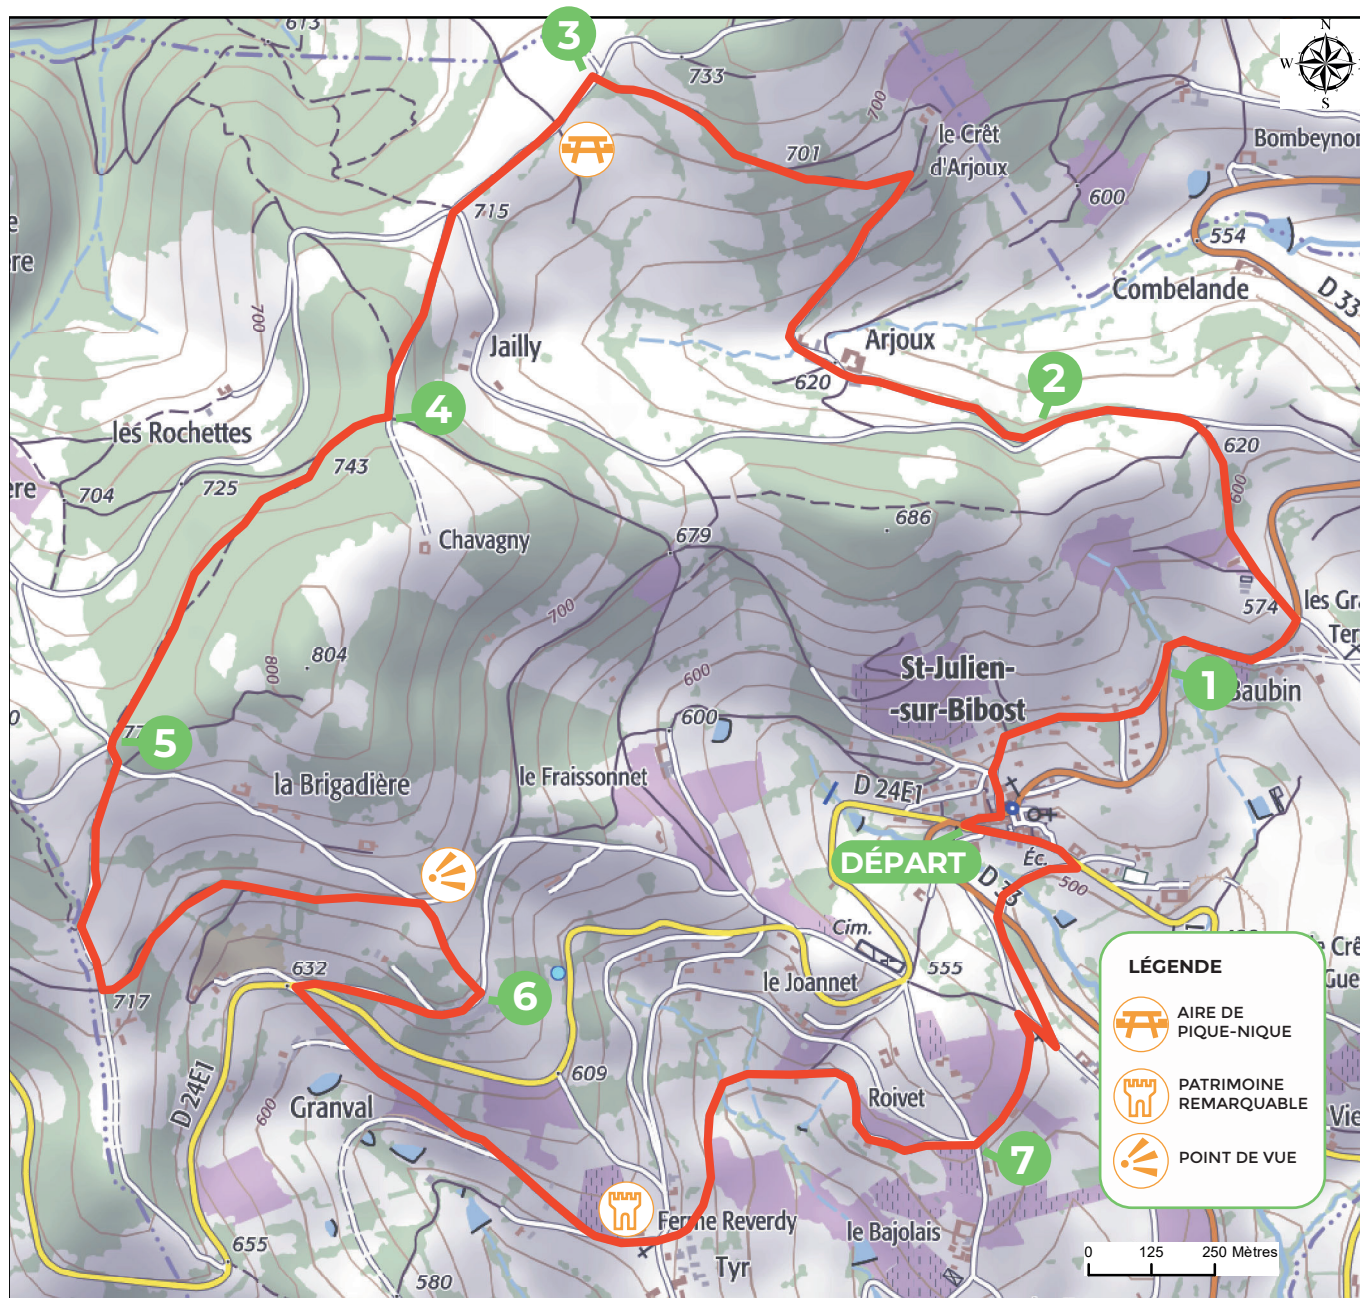 613
3
N
W
S
733
700
701
le Crêt
d'Arjoux
Bombeynon
600
715
554
Combelande
D 33
700
Jailly
Arjoux
620
2
4
les Rochettes
743
725
704
620
600
686
Chavagny
679
700
574
1
Baubin
804
800
St-Julien-
-sur-Bibost
600
600
5
la Brigadière
le Fraissonnet
D 24E1
DÉPART
Éc.
500
D 33
Cim.
555
le Joannet
632
6
717
D 24E1
600
Granval
609
Roivet
7
Ferme Reverdy
Tyr
le Bajolais
655
580
LÉGENDE
AIRE DE
PIQUE-NIQUE
PATRIMOINE
REMARQUABLE
POINT DE VUE
0 125 250 Mètres